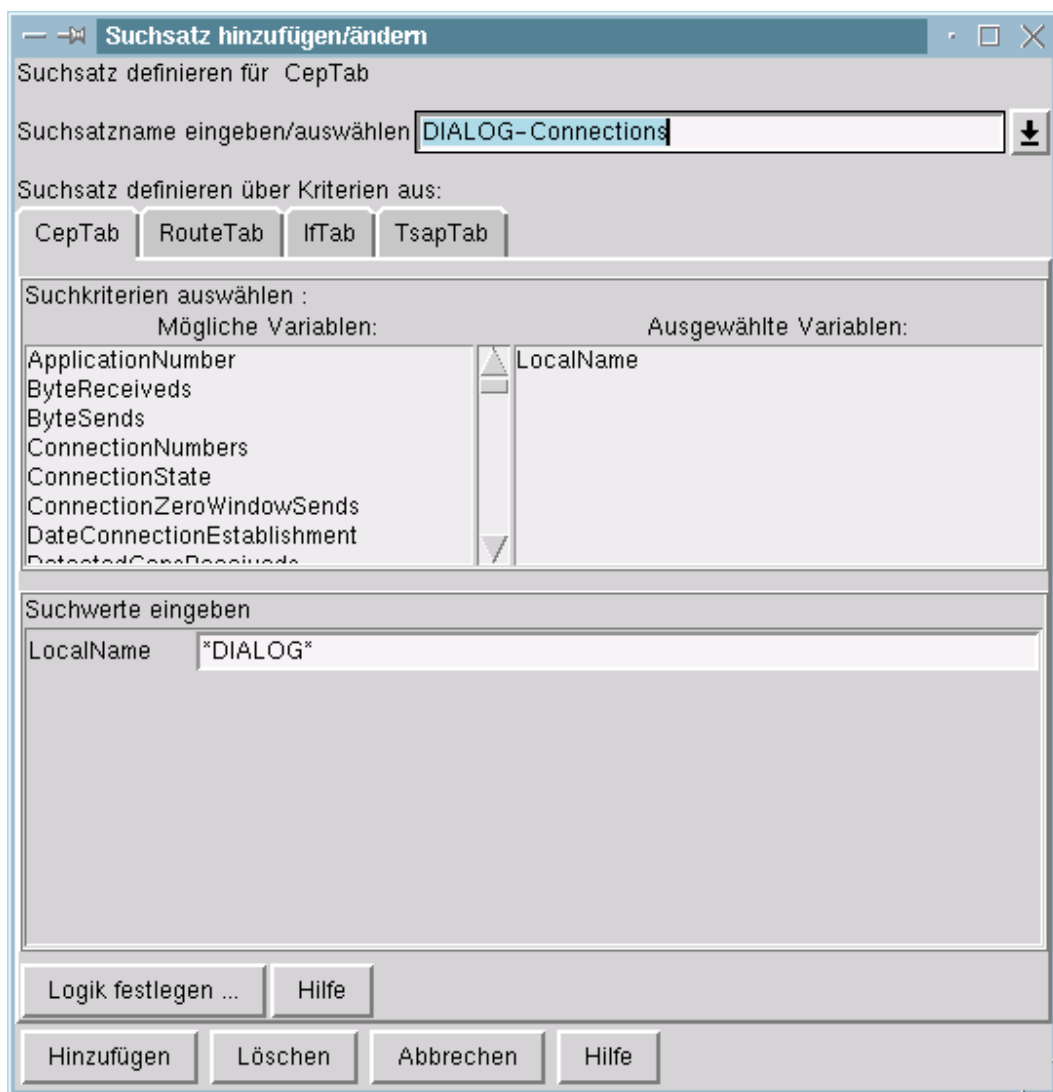 Suchsatz hinzufügen/ändern
Suchsatz definieren für CepTab
Suchsatzname eingeben/auswählen DIALOG-Connections
Suchsatz definieren über Kriterien aus:
CepTab RouteTab IfTab TsapTab
Suchkriterien auswählen :
Mögliche Variablen: Ausgewählte Variablen:
ApplicationNumber LocalName
ByteReceiveds
ByteSends
ConnectionNumbers
ConnectionState
ConnectionZeroWindowSends
DateConnectionEstablishment
Suchwerte eingeben
LocalName *DIALOG*
Logik festlegen ... Hilfe
Hinzufügen Löschen Abbrechen Hilfe